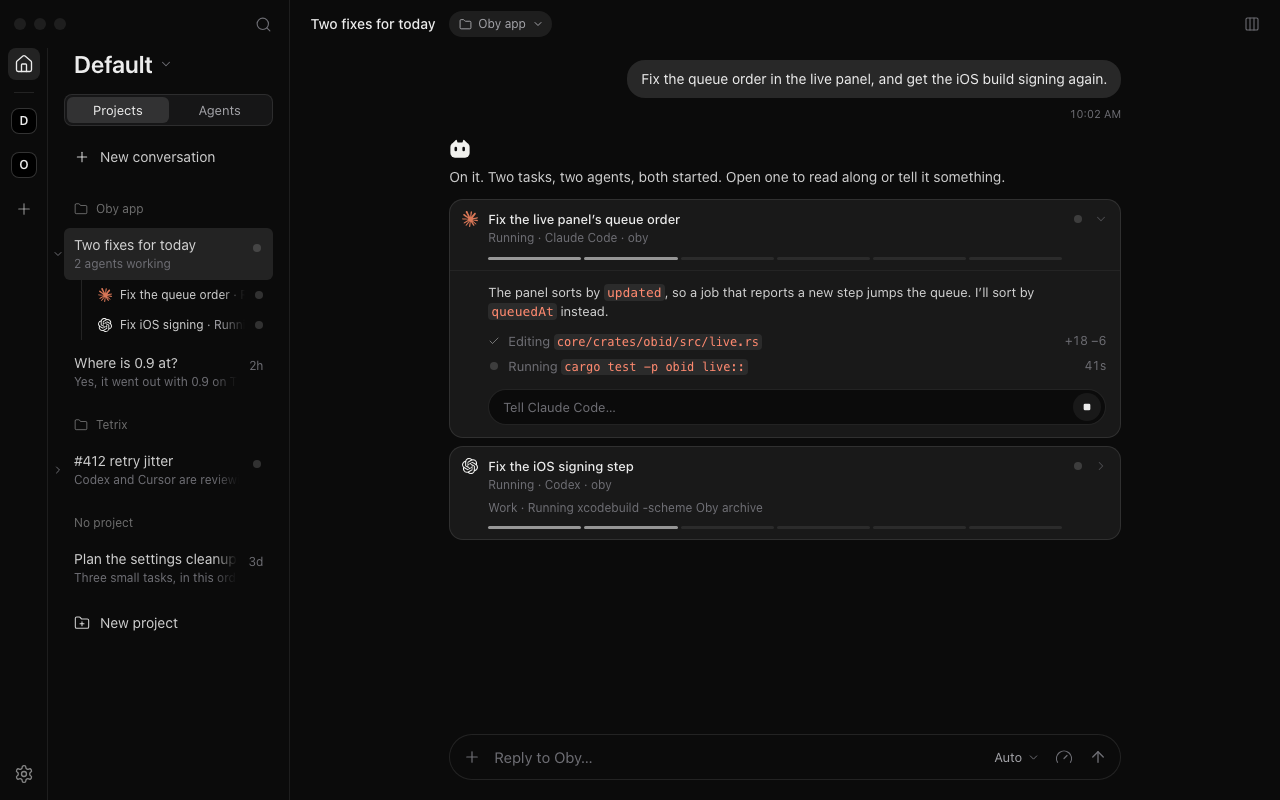 Two fixes for today
Oby app
Default
Projects
Agents
New conversation
D
O
Oby app
Two fixes for today
2 agents working
Fix the queue order ·
Fix iOS signing · Runn
Where is 0.9 at?
2h
Yes, it went out with 0.9 on
Tetrix
#412 retry jitter
Codex and Cursor are review
No project
Plan the settings cleanup
3d
Three small tasks, in this ord
New project
Fix the queue order in the live panel, and get the iOS build signing again.
10:02 AM
On it. Two tasks, two agents, both started. Open one to read along or tell it something.
Fix the live panel’s queue order
Running · Claude Code · oby
The panel sorts by updated, so a job that reports a new step jumps the queue. I’ll sort by
queuedAt instead.
Editing core/crates/obid/src/live.rs
+18 −6
Running cargo test -p obid live::
41s
Tell Claude Code…
Fix the iOS signing step
Running · Codex · oby
Work · Running xcodebuild -scheme Oby archive
Reply to Oby…
Auto